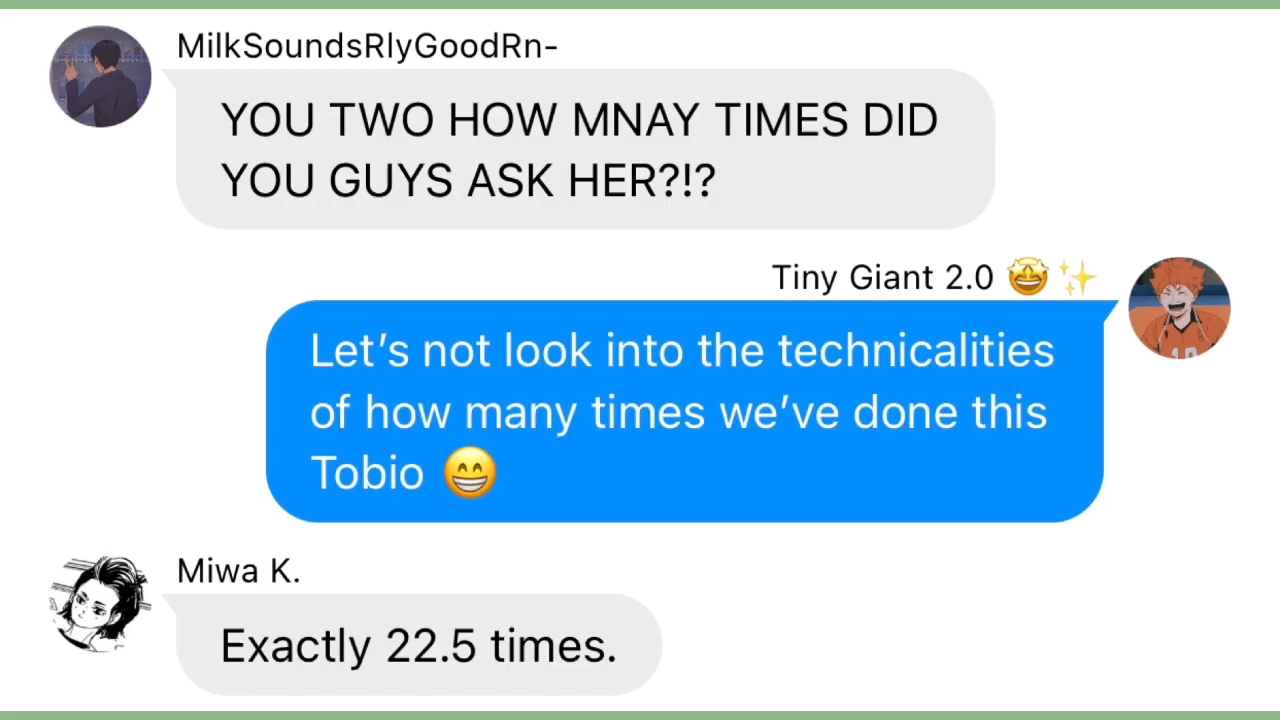 MilkSoundsRlyGoodRn-
YOU TWO HOW MNAY TIMES DID
YOU GUYS ASK HER?!?
Tiny Giant 2.0 🤩✨
Let’s not look into the technicalities
of how many times we’ve done this
Tobio 😁
Miwa K.
Exactly 22.5 times.